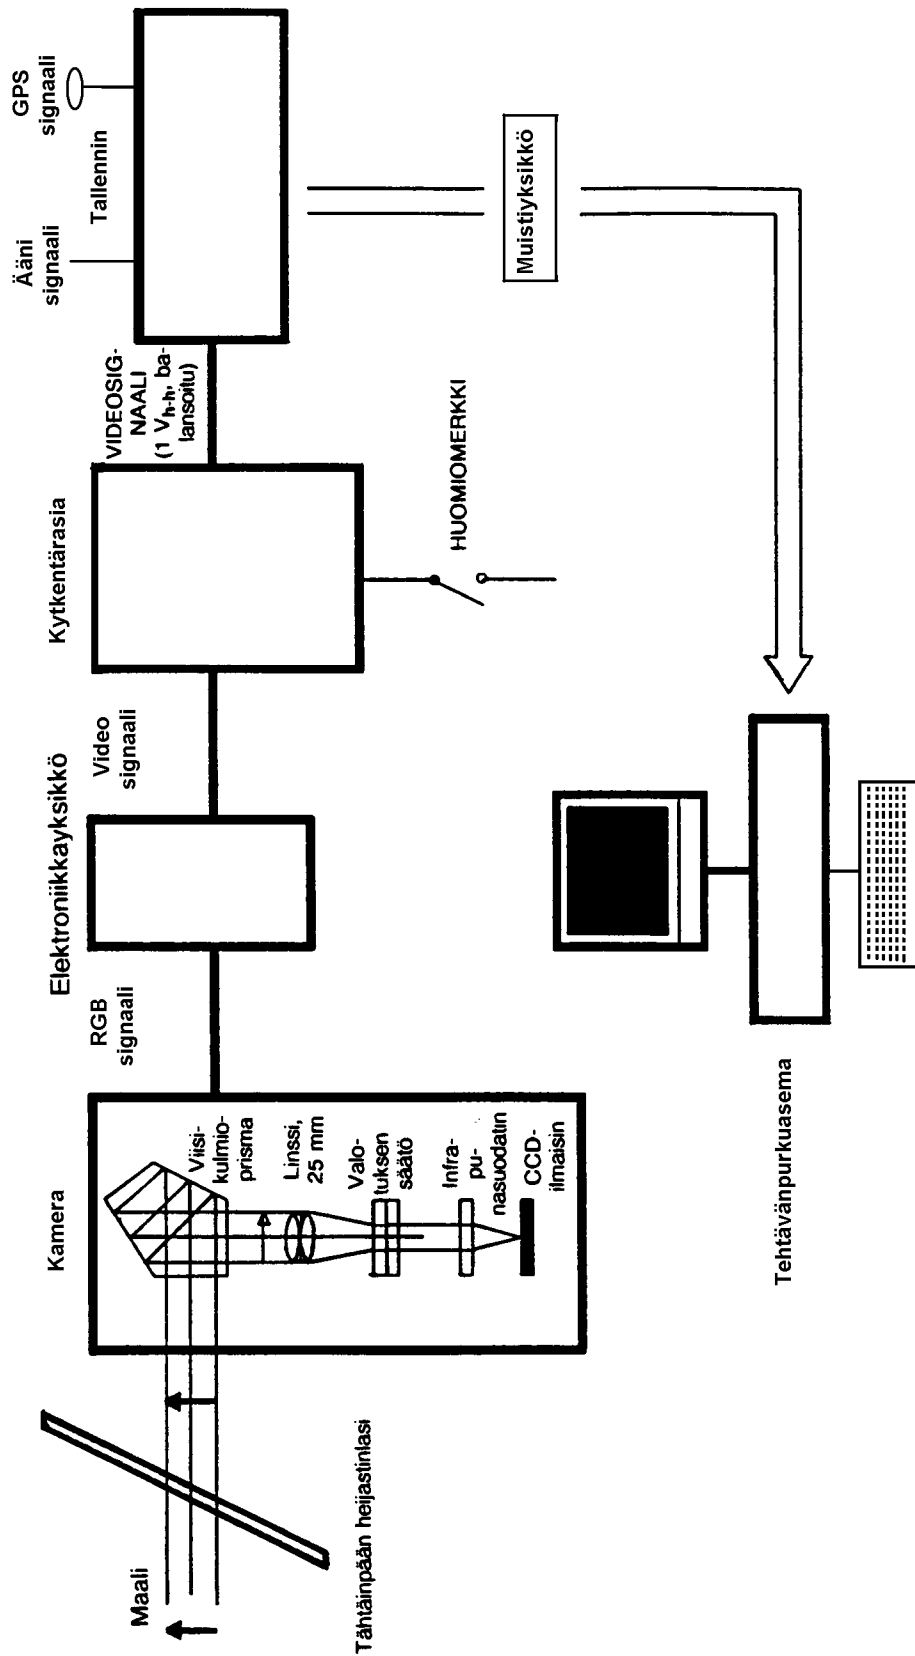 Maali
Tähtäinpään heijastinlasi
Kamera
Viisi-
kulmio-
prisma
Linssi,
25 mm
Valo-
tuksen
säätö
Infra-
pu-
nasuodatin
CCD-
ilmaisin
RGB
signaali
Elektroniikkayksikkö
Video
signaali
Kytkentärasia
HUOMIOMERKKI
VIDEOSIG-
NAALI
(1 Vh-h, ba-
lansoitu)
Ääni
signaali
Tallennin
GPS
signaali
Muistiyksikkö
Tehtävänpurkuasema